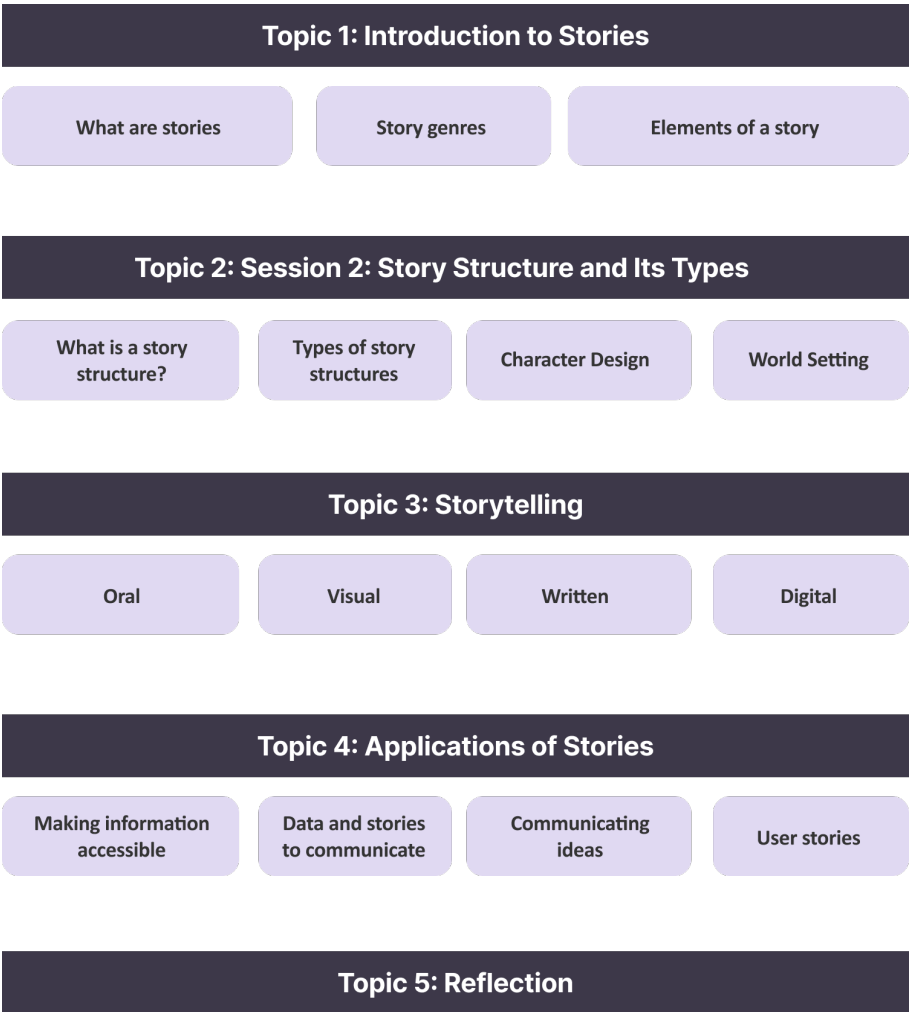 Topic 1: Introduction to Stories
What are stories
Story genres
Elements of a story
Topic 2: Session 2: Story Structure and Its Types
What is a story
structure?
Types of story
structures
Character Design
World Setting
Topic 3: Storytelling
Oral
Visual
Written
Digital
Topic 4: Applications of Stories
Making information
accessible
Data and stories
to communicate
Communicating
ideas
User stories
Topic 5: Reflection